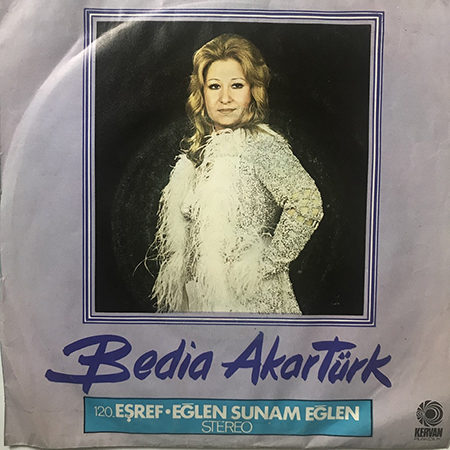 Bedia AkarTürk
120. EŞREF • EĞLEN SUNAM EĞLEN
STEREO
KERVAN